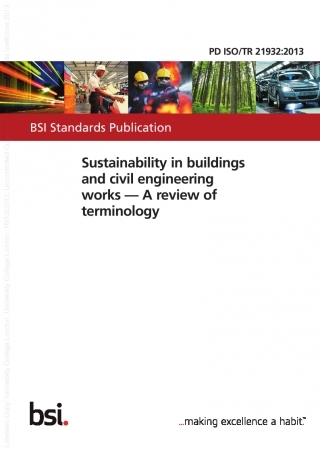 PD ISO/TR 21932:2013
BSI Standards Publication
Sustainability in buildings
and civil engineering
works — A review of
terminology
bsi.
...making excellence a habit.™